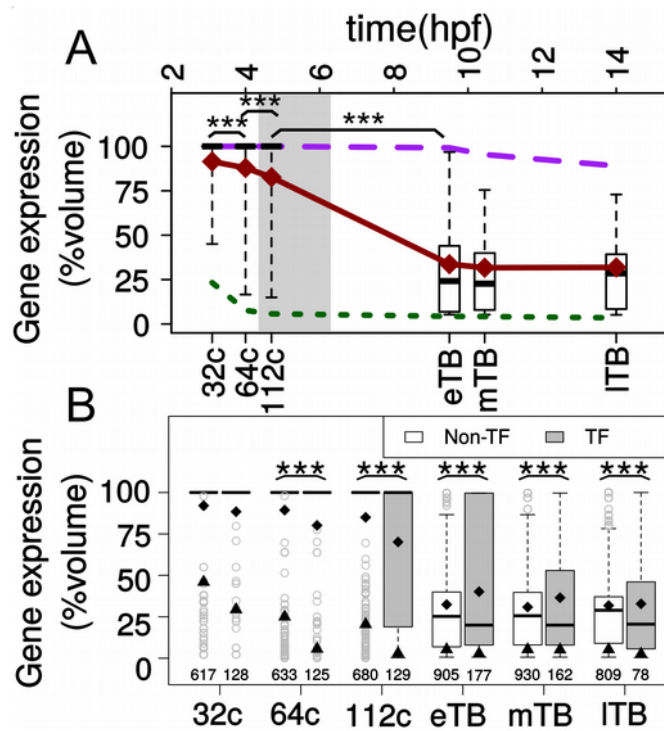 A
time(hpf)
2 4 6 8 10 12 14
Gene expression
(%volume)
100
75
50
25
0
*** *** ***
32c 64c 112c eTB mTB lTB
B
Non-TF TF
Gene expression
(%volume)
100
75
50
25
0
*** *** *** *** ***
617 128 633 125 680 129 905 177 930 162 809 78
32c 64c 112c eTB mTB lTB